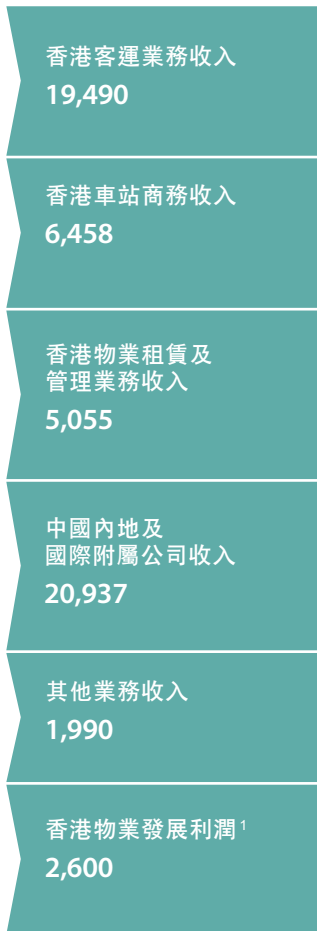 香港客運業務收入
19,490
香港車站商務收入
6,458
香港物業租賃及
管理業務收入
5,055
中國內地及
國際附屬公司收入
20,937
其他業務收入
1,990
香港物業發展利潤1
2,600